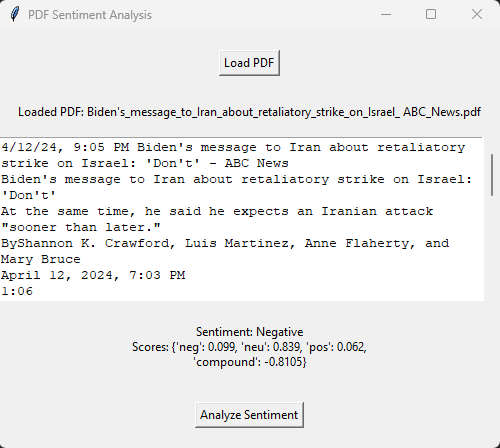 PDF Sentiment Analysis
Load PDF
Loaded PDF: Biden's_message_to_Iran_about_retaliatory_strike_on_Israel_ ABC_News.pdf
4/12/24, 9:05 PM Biden's message to Iran about retaliatory
strike on Israel: 'Don't' - ABC News
Biden's message to Iran about retaliatory strike on Israel:
'Don't'
At the same time, he said he expects an Iranian attack
"sooner than later."
ByShannon K. Crawford, Luis Martinez, Anne Flaherty, and
Mary Bruce
April 12, 2024, 7:03 PM
1:06
Sentiment: Negative
Scores: {'neg': 0.099, 'neu': 0.839, 'pos': 0.062,
'compound': -0.8105}
Analyze Sentiment